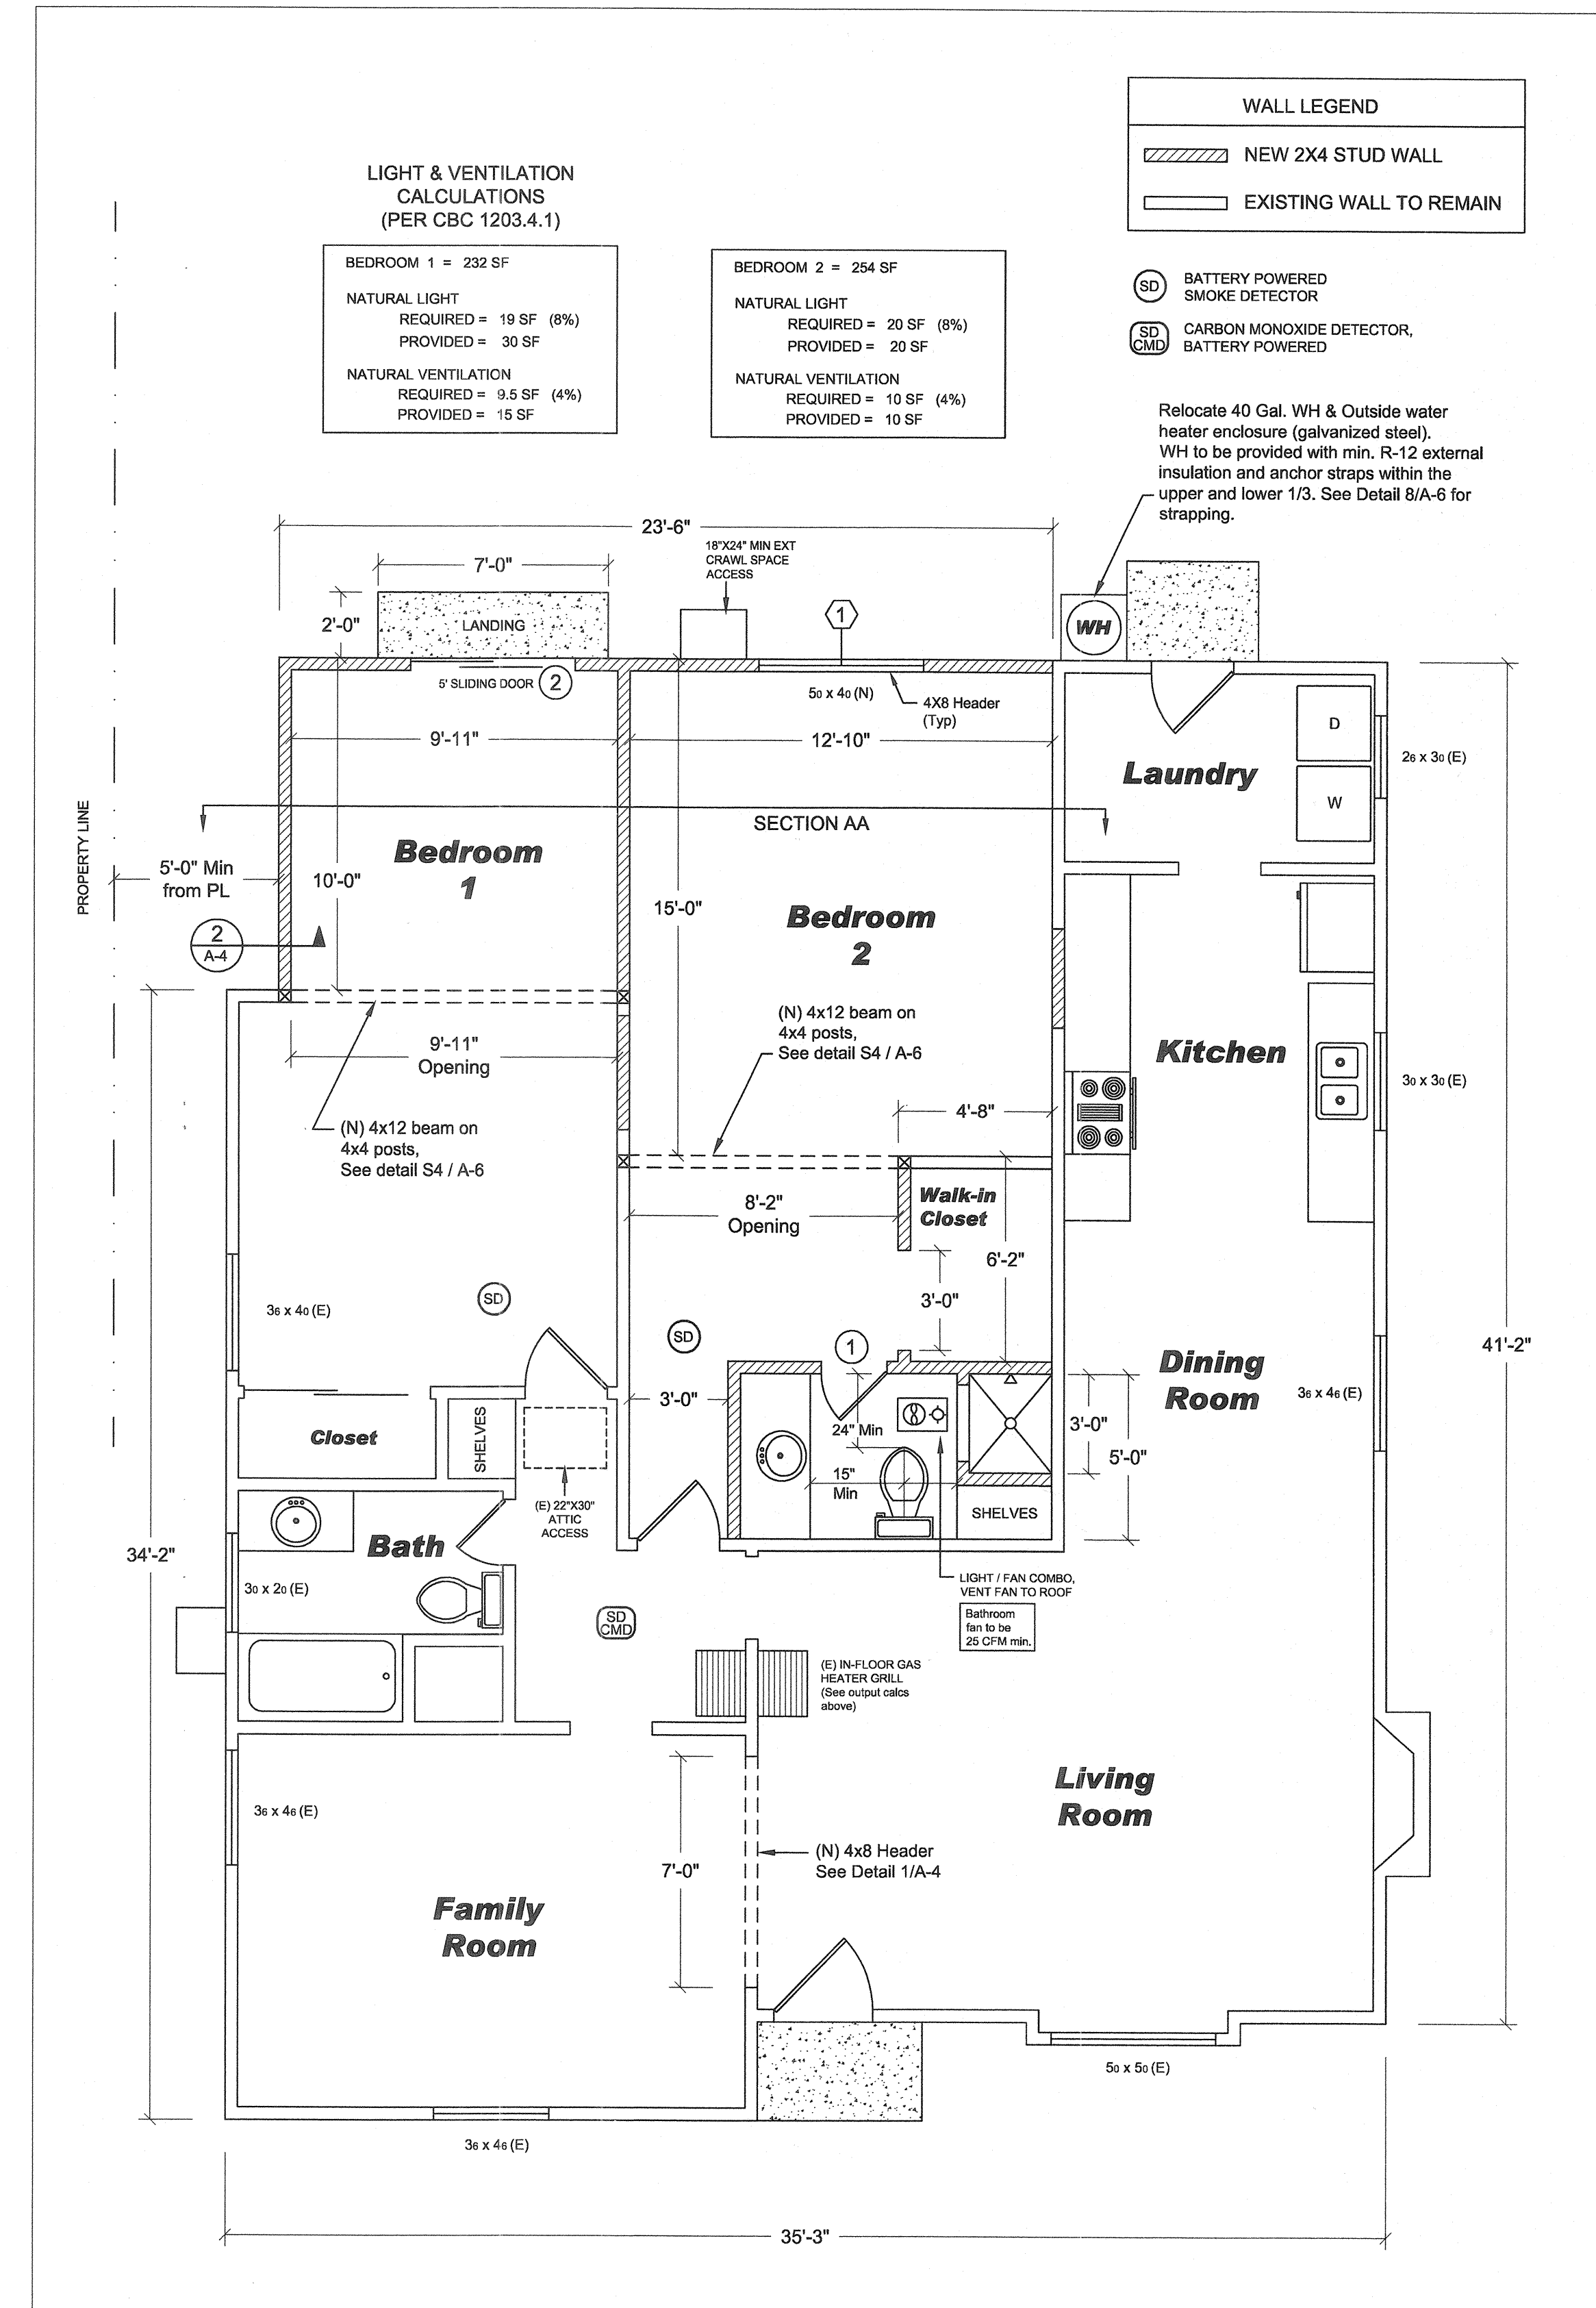 WALL LEGEND
NEW 2X4 STUD WALL
EXISTING WALL TO REMAIN
LIGHT & VENTILATION
CALCULATIONS
(PER CBC 1203.4.1)
BEDROOM 1 = 232 SF
NATURAL LIGHT
REQUIRED = 19 SF (8%)
PROVIDED = 30 SF
NATURAL VENTILATION
REQUIRED = 9.5 SF (4%)
PROVIDED = 15 SF
BEDROOM 2 = 254 SF
NATURAL LIGHT
REQUIRED = 20 SF (8%)
PROVIDED = 20 SF
NATURAL VENTILATION
REQUIRED = 10 SF (4%)
PROVIDED = 10 SF
SD
BATTERY POWERED
SMOKE DETECTOR
SD
CMD
CARBON MONOXIDE DETECTOR,
BATTERY POWERED
Relocate 40 Gal. WH & Outside water
heater enclosure (galvanized steel).
WH to be provided with min. R-12 external
insulation and anchor straps within the
upper and lower 1/3. See Detail 8/A-6 for
strapping.
23'-6"
18"X24" MIN EXT
CRAWL SPACE
ACCESS
7'-0"
2'-0"
LANDING
1
WH
5' SLIDING DOOR
2
50 x 40 (N)
4X8 Header
(Typ)
9'-11"
12'-10"
D
W
Laundry
26 x 30 (E)
SECTION AA
PROPERTY LINE
5'-0" Min
from PL
Bedroom
1
10'-0"
15'-0"
Bedroom
2
2
A-4
(N) 4x12 beam on
4x4 posts,
See detail S4 / A-6
9'-11"
Opening
Kitchen
30 x 30 (E)
4'-8"
(N) 4x12 beam on
4x4 posts,
See detail S4 / A-6
8'-2"
Opening
Walk-in
Closet
6'-2"
3'-0"
SD
36 x 40 (E)
SD
1
Dining
Room
36 x 46 (E)
41'-2"
3'-0"
24" Min
3'-0"
5'-0"
Closet
SHELVES
15"
Min
SHELVES
(E) 22"X30"
ATTIC
ACCESS
Bath
34'-2"
30 x 20 (E)
LIGHT / FAN COMBO,
VENT FAN TO ROOF
Bathroom
fan to be
25 CFM min.
SD
CMD
(E) IN-FLOOR GAS
HEATER GRILL
(See output calcs
above)
Living
Room
36 x 46 (E)
(N) 4x8 Header
See Detail 1/A-4
7'-0"
Family
Room
50 x 50 (E)
36 x 46 (E)
35'-3"